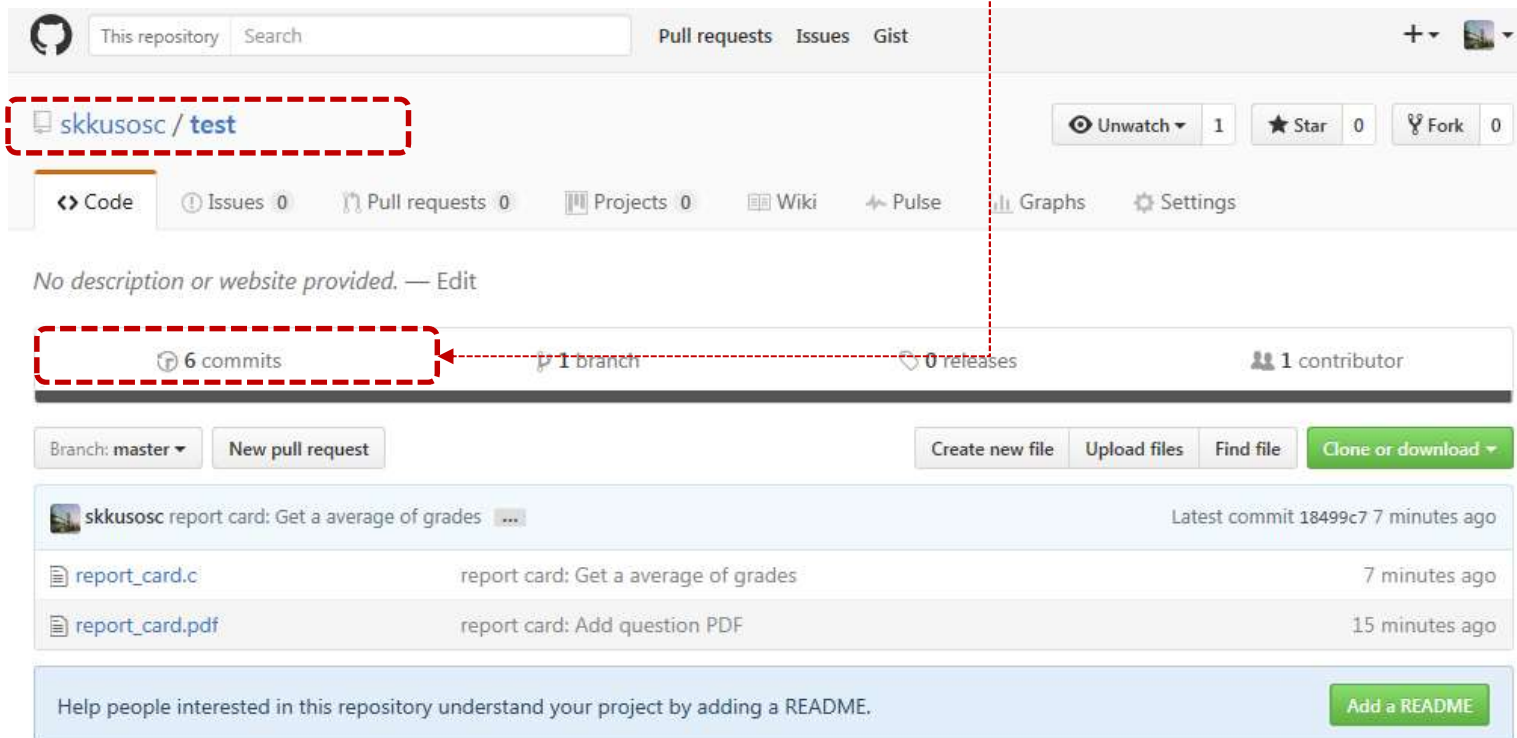 This repository Search Pull requests Issues Gist
skkusosc / test Unwatch 1 Star 0 Fork 0
Code Issues 0 Pull requests 0 Projects 0 Wiki Pulse Graphs Settings
No description or website provided. — Edit
6 commits 1 branch 0 releases 1 contributor
Branch: master New pull request Create new file Upload files Find file Clone or download
skkusosc report card: Get a average of grades ... Latest commit 18499c7 7 minutes ago
report_card.c report card: Get a average of grades 7 minutes ago
report_card.pdf report card: Add question PDF 15 minutes ago
Help people interested in this repository understand your project by adding a README. Add a README